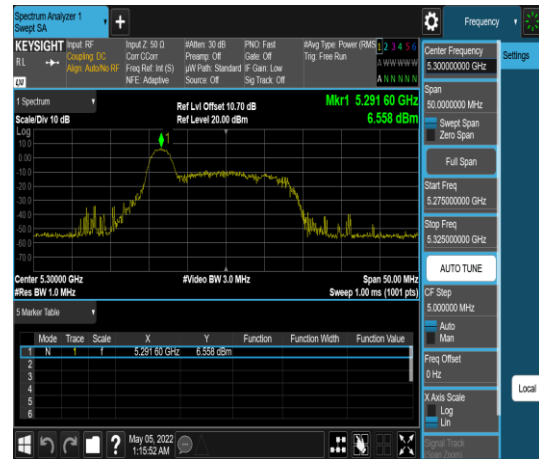 Spectrum Analyzer 1
Swept SA
+
Frequency
KEYSIGHT
RL
LXI
Input: RF
Coupling: DC
Align: Auto/No RF
Input Z: 50 Ω
Corr CCorr
Freq Ref: Int (S)
NFE: Adaptive
#Atten: 30 dB
Preamp: Off
µW Path: Standard
Source: Off
PNO: Fast
Gate: Off
IF Gain: Low
Sig Track: Off
#Avg Type: Power (RMS)
Trig: Free Run
1 2 3 4 5 6
A W W W W W
A N N N N N
1 Spectrum
Scale/Div 10 dB
Ref Lvl Offset 10.70 dB
Ref Level 20.00 dBm
Mkr1 5.291 60 GHz
6.558 dBm
Log
10.0
0.00
-10.0
-20.0
-30.0
-40.0
-50.0
-60.0
-70.0
1
Center 5.30000 GHz
#Res BW 1.0 MHz
#Video BW 3.0 MHz
Span 50.00 MHz
Sweep 1.00 ms (1001 pts)
5 Marker Table
Mode Trace Scale X Y Function Function Width Function Value
1 N 1 f 5.291 60 GHz 6.558 dBm
2
3
4
5
6
May 05, 2022
1:15:52 AM
Center Frequency
5.300000000 GHz
Span
50.0000000 MHz
Swept Span
Zero Span
Full Span
Start Freq
5.275000000 GHz
Stop Freq
5.325000000 GHz
AUTO TUNE
CF Step
5.000000 MHz
Auto
Man
Freq Offset
0 Hz
X Axis Scale
Log
Lin
Signal Track
(Span Zoom)
Settings
Local